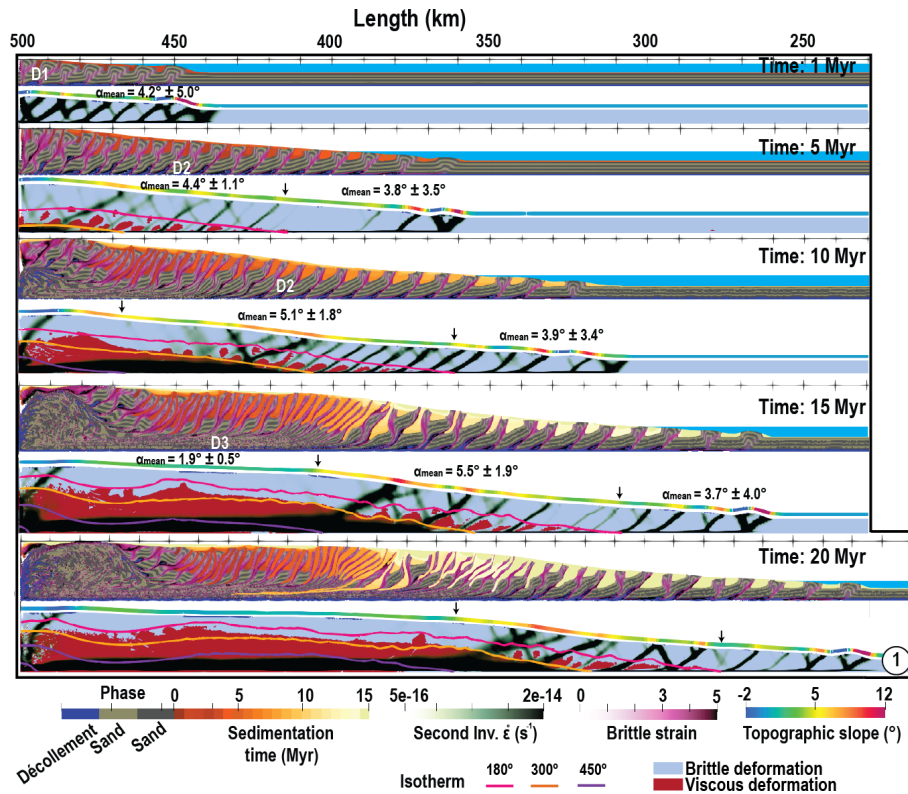 Length (km)
500 450 400 350 300 250
D1
Time: 1 Myr
αmean = 4.2° ± 5.0°
Time: 5 Myr
D2
αmean = 4.4° ± 1.1°
αmean = 3.8° ± 3.5°
Time: 10 Myr
D2
αmean = 5.1° ± 1.8°
αmean = 3.9° ± 3.4°
Time: 15 Myr
D3
αmean = 1.9° ± 0.5°
αmean = 5.5° ± 1.9°
αmean = 3.7° ± 4.0°
Time: 20 Myr
1
Phase 0 5 10 15
Décollement Sand Sand
Sedimentation
time (Myr)
5e-16 2e-14
Second Inv. ε̇ (s⁻¹)
0 3 5
Brittle strain
-2 5 12
Topographic slope (°)
Isotherm 180° 300° 450°
Brittle deformation
Viscous deformation